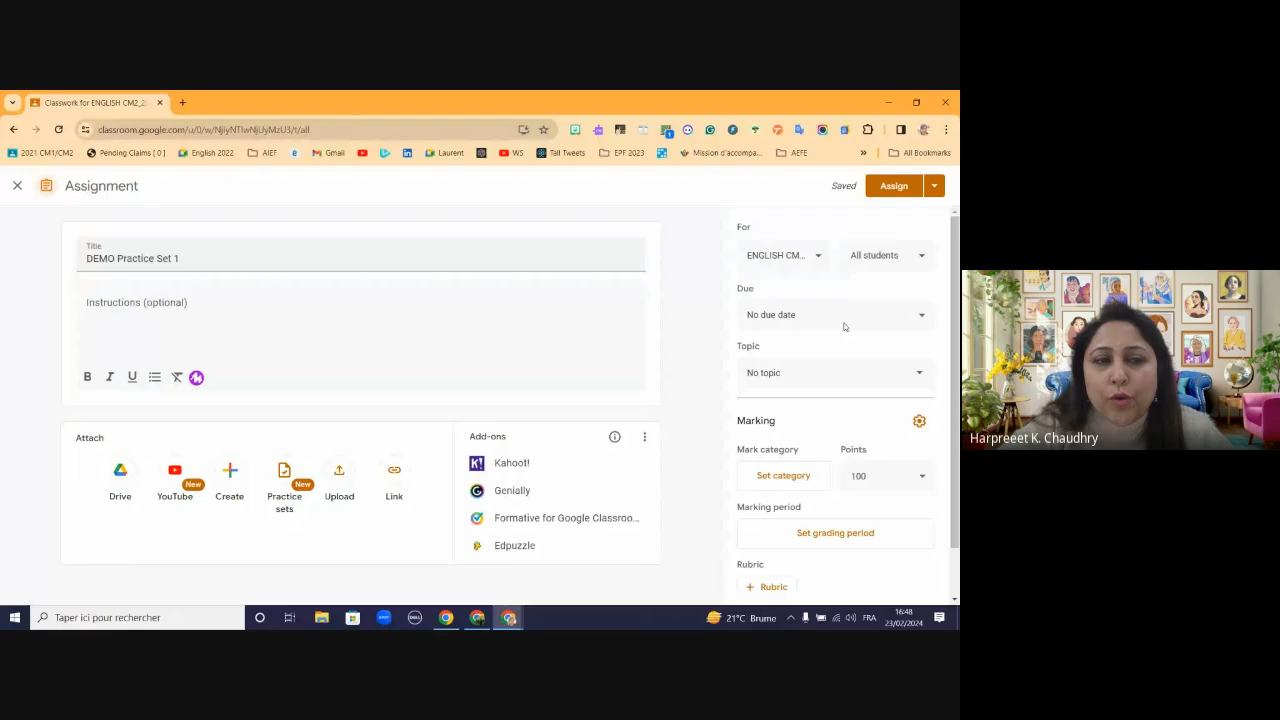 Classwork for ENGLISH CM2_2
classroom.google.com/u/0/w/NjIyNTIwNjUyMzU3/t/all
2021 CM1/CM2
Pending Claims [ 0 ]
English 2022
AIEF
Gmail
Laurent
WS
Tall Tweets
EPF 2023
Mission d'accompa...
AEFE
»
All Bookmarks
Assignment
Saved
Assign
Title
DEMO Practice Set 1
Instructions (optional)
B I U
For
ENGLISH CM...
All students
Due
No due date
Topic
No topic
Marking
Mark category
Points
Set category
100
Marking period
Set grading period
Rubric
+ Rubric
Attach
Drive
YouTube
New
Create
Practice sets
New
Upload
Link
Add-ons
Kahoot!
Genially
Formative for Google Classroo...
Edpuzzle
Harpreeet K. Chaudhry
Taper ici pour rechercher
21°C Brume
FRA
16:48
23/02/2024